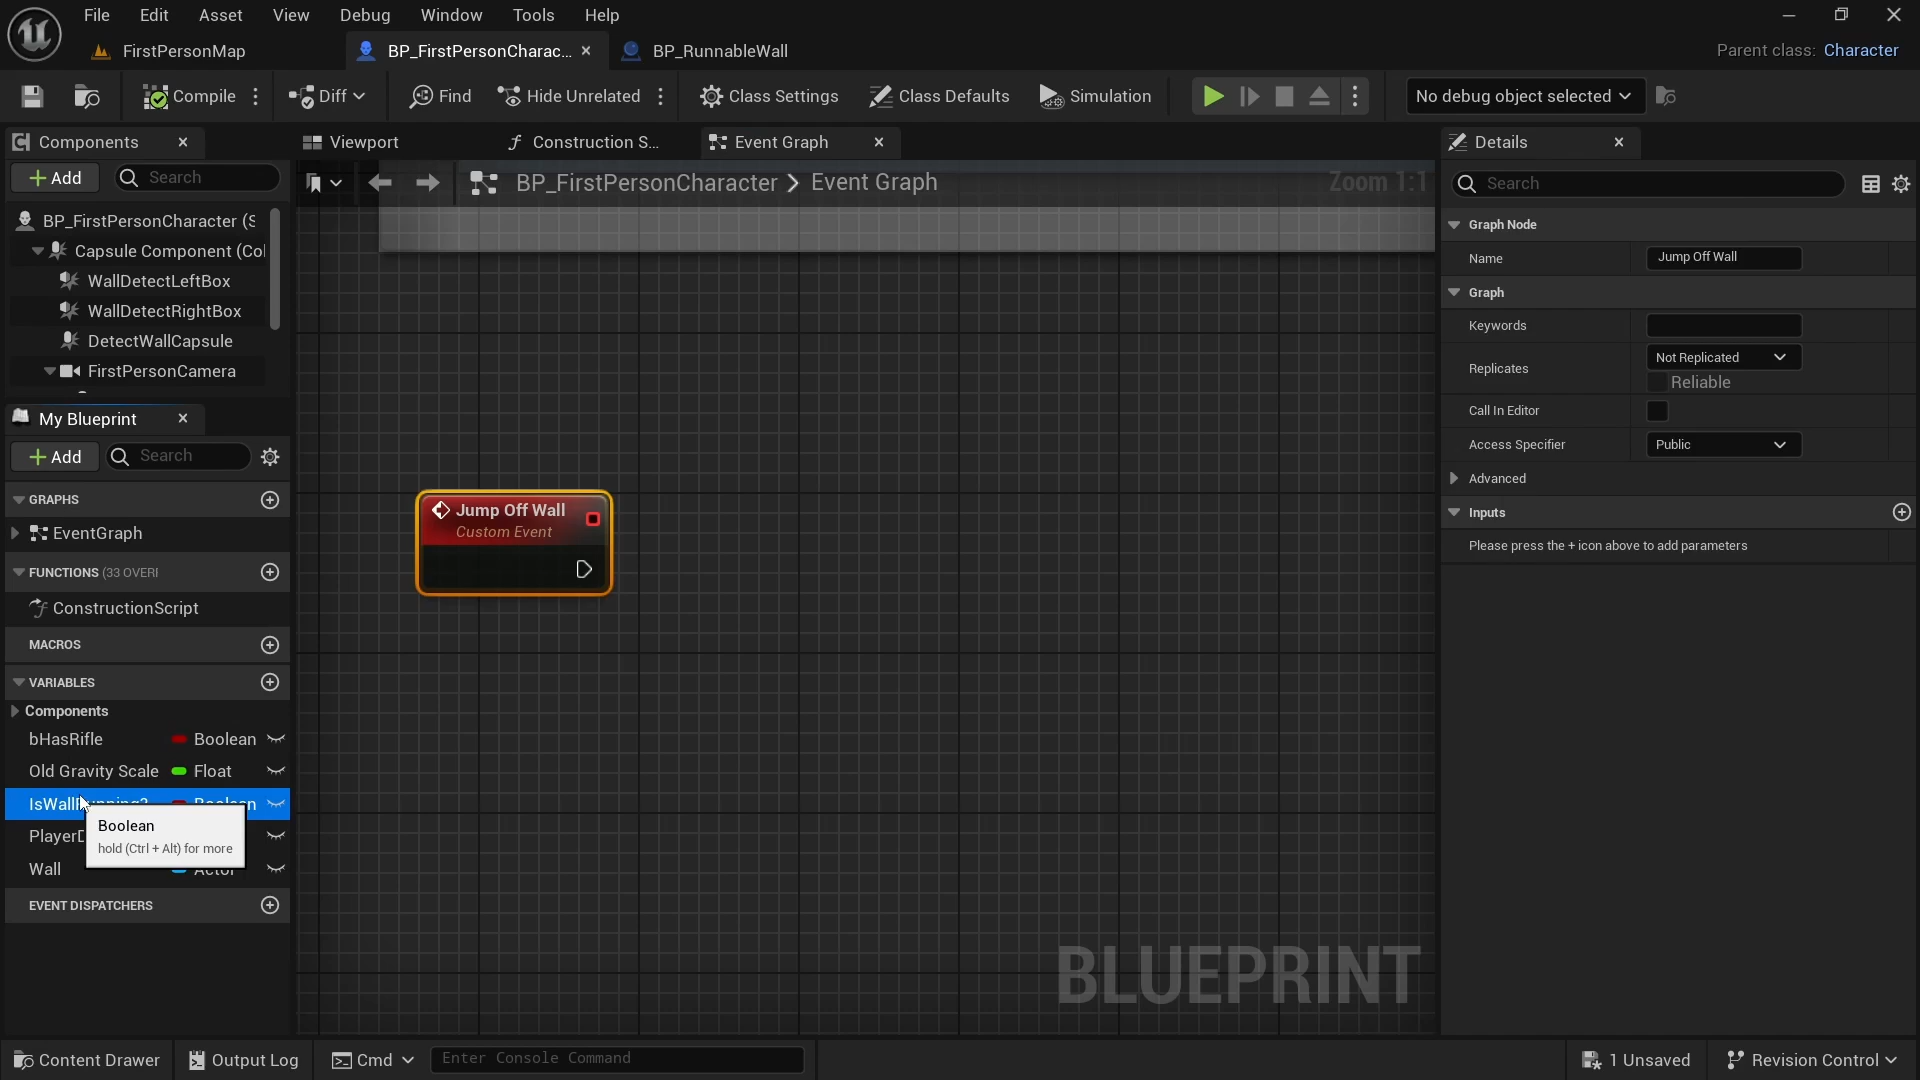 File Edit Asset View Debug Window Tools Help
FirstPersonMap BP_FirstPersonCharac... BP_RunnableWall Parent class: Character
Compile Diff Find Hide Unrelated Class Settings Class Defaults Simulation No debug object selected
Components Viewport Construction S... Event Graph Details
Add Search BP_FirstPersonCharacter Event Graph Zoom 1:1 Search
BP_FirstPersonCharacter (S
Capsule Component (Col
WallDetectLeftBox
WallDetectRightBox
DetectWallCapsule
FirstPersonCamera
My Blueprint
Add Search
GRAPHS
EventGraph
FUNCTIONS (33 OVERI
ConstructionScript
MACROS
VARIABLES
Components
bHasRifle Boolean
Old Gravity Scale Float
IsWallRunning? Boolean
PlayerD
Wall Actor
EVENT DISPATCHERS
Boolean
hold (Ctrl + Alt) for more
Jump Off Wall
Custom Event
BLUEPRINT
Graph Node
Name Jump Off Wall
Graph
Keywords
Replicates Not Replicated
Reliable
Call In Editor
Access Specifier Public
Advanced
Inputs
Please press the + icon above to add parameters
Content Drawer Output Log Cmd Enter Console Command 1 Unsaved Revision Control